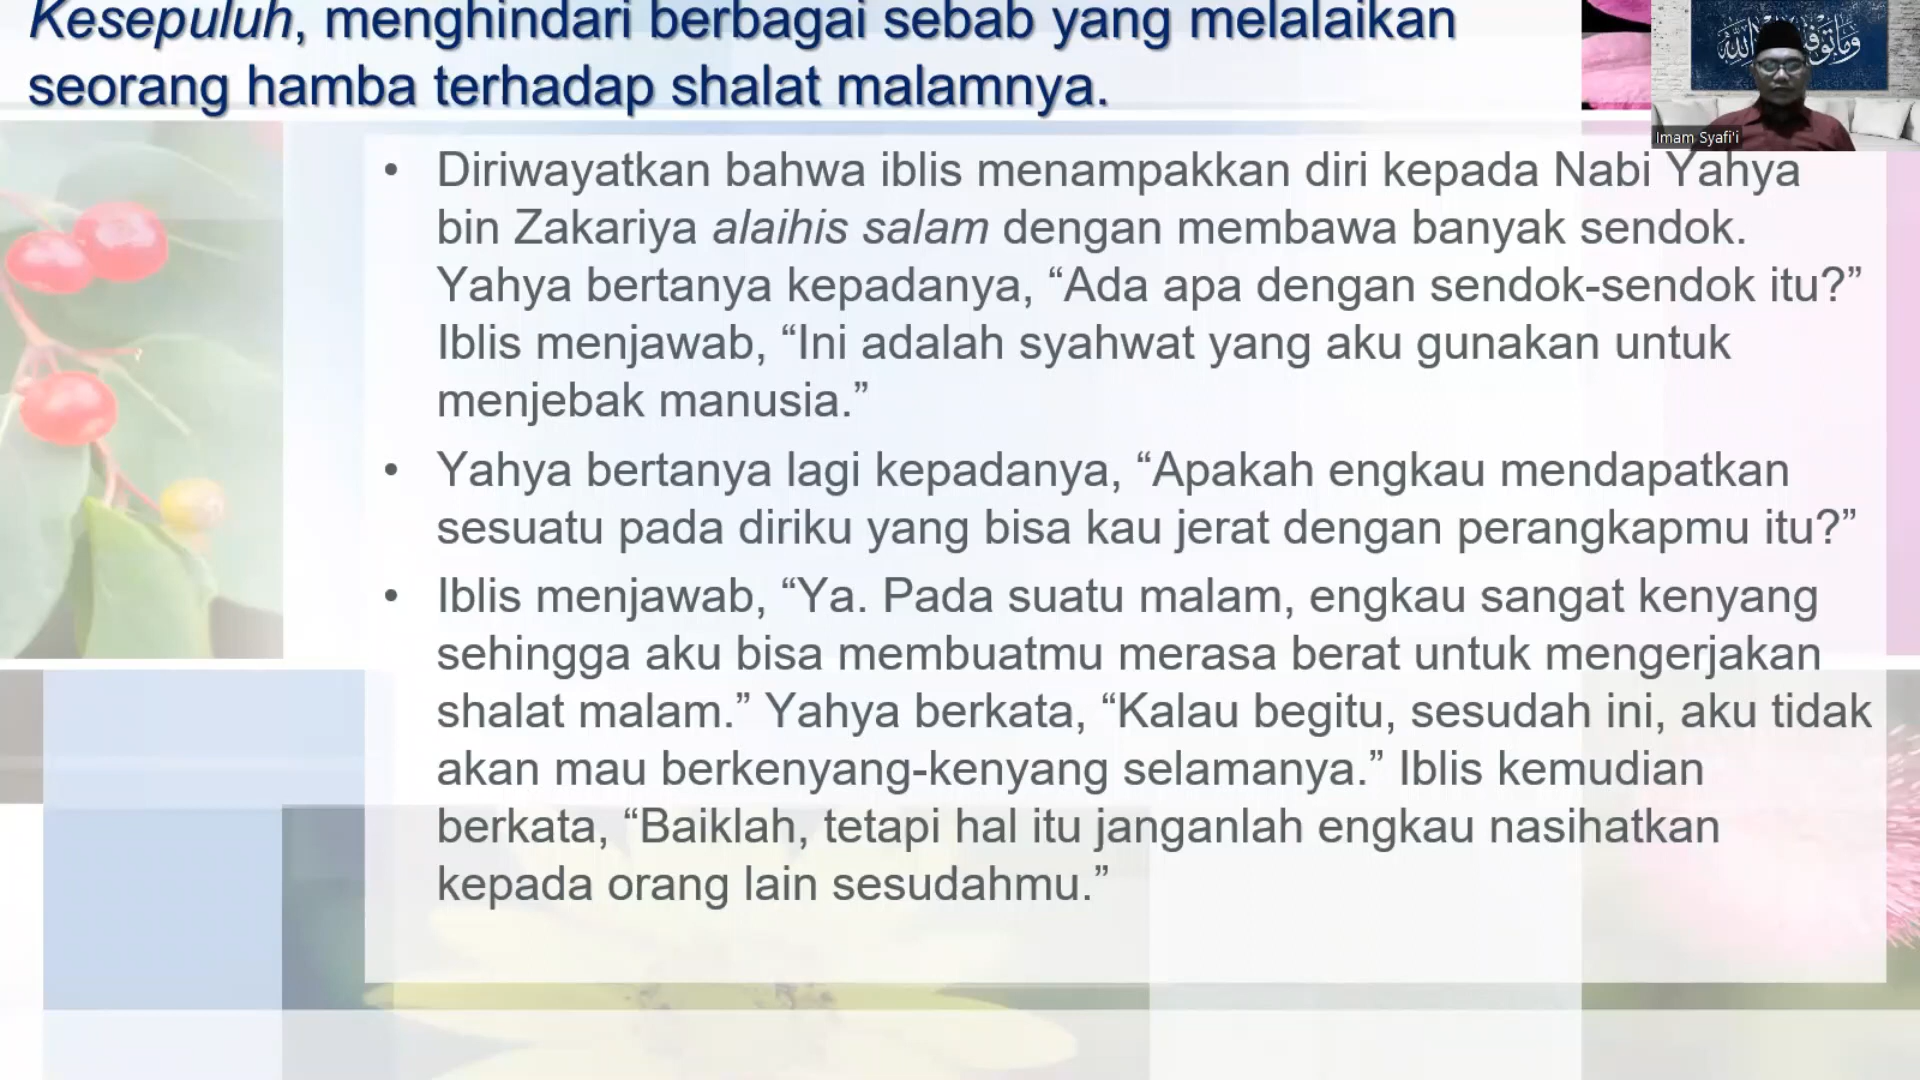 Kesepuluh, menghindari berbagai sebab yang melalaikan
seorang hamba terhadap shalat malamnya.
Imam Syafi'i
• Diriwayatkan bahwa iblis menampakkan diri kepada Nabi Yahya
bin Zakariya alaihis salam dengan membawa banyak sendok.
Yahya bertanya kepadanya, “Ada apa dengan sendok-sendok itu?”
Iblis menjawab, “Ini adalah syahwat yang aku gunakan untuk
menjebak manusia.”
• Yahya bertanya lagi kepadanya, “Apakah engkau mendapatkan
sesuatu pada diriku yang bisa kau jerat dengan perangkapmu itu?”
• Iblis menjawab, “Ya. Pada suatu malam, engkau sangat kenyang
sehingga aku bisa membuatmu merasa berat untuk mengerjakan
shalat malam.” Yahya berkata, “Kalau begitu, sesudah ini, aku tidak
akan mau berkenyang-kenyang selamanya.” Iblis kemudian
berkata, “Baiklah, tetapi hal itu janganlah engkau nasihatkan
kepada orang lain sesudahmu.”